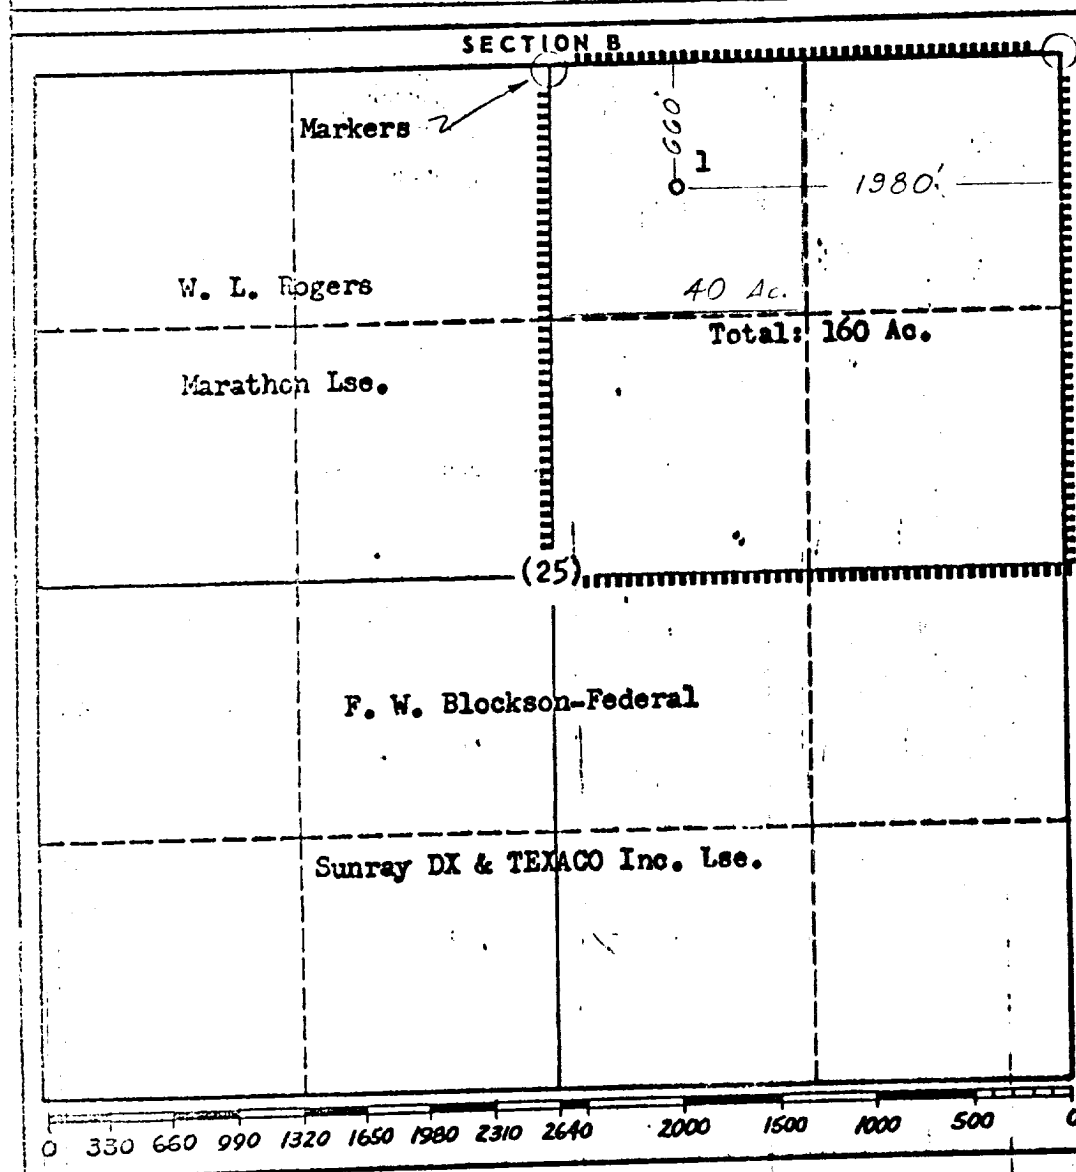 SECTION B
Markers
660'
1
1980'
W. L. Rogers
40 Ac.
Total: 160 Ac.
Marathon Lse.
(25)
F. W. Blockson-Federal
Sunray DX & TEXACO Inc. Lse.
0 330 660 990 1320 1650 1980 2310 2640 2000 1500 1000 500 0